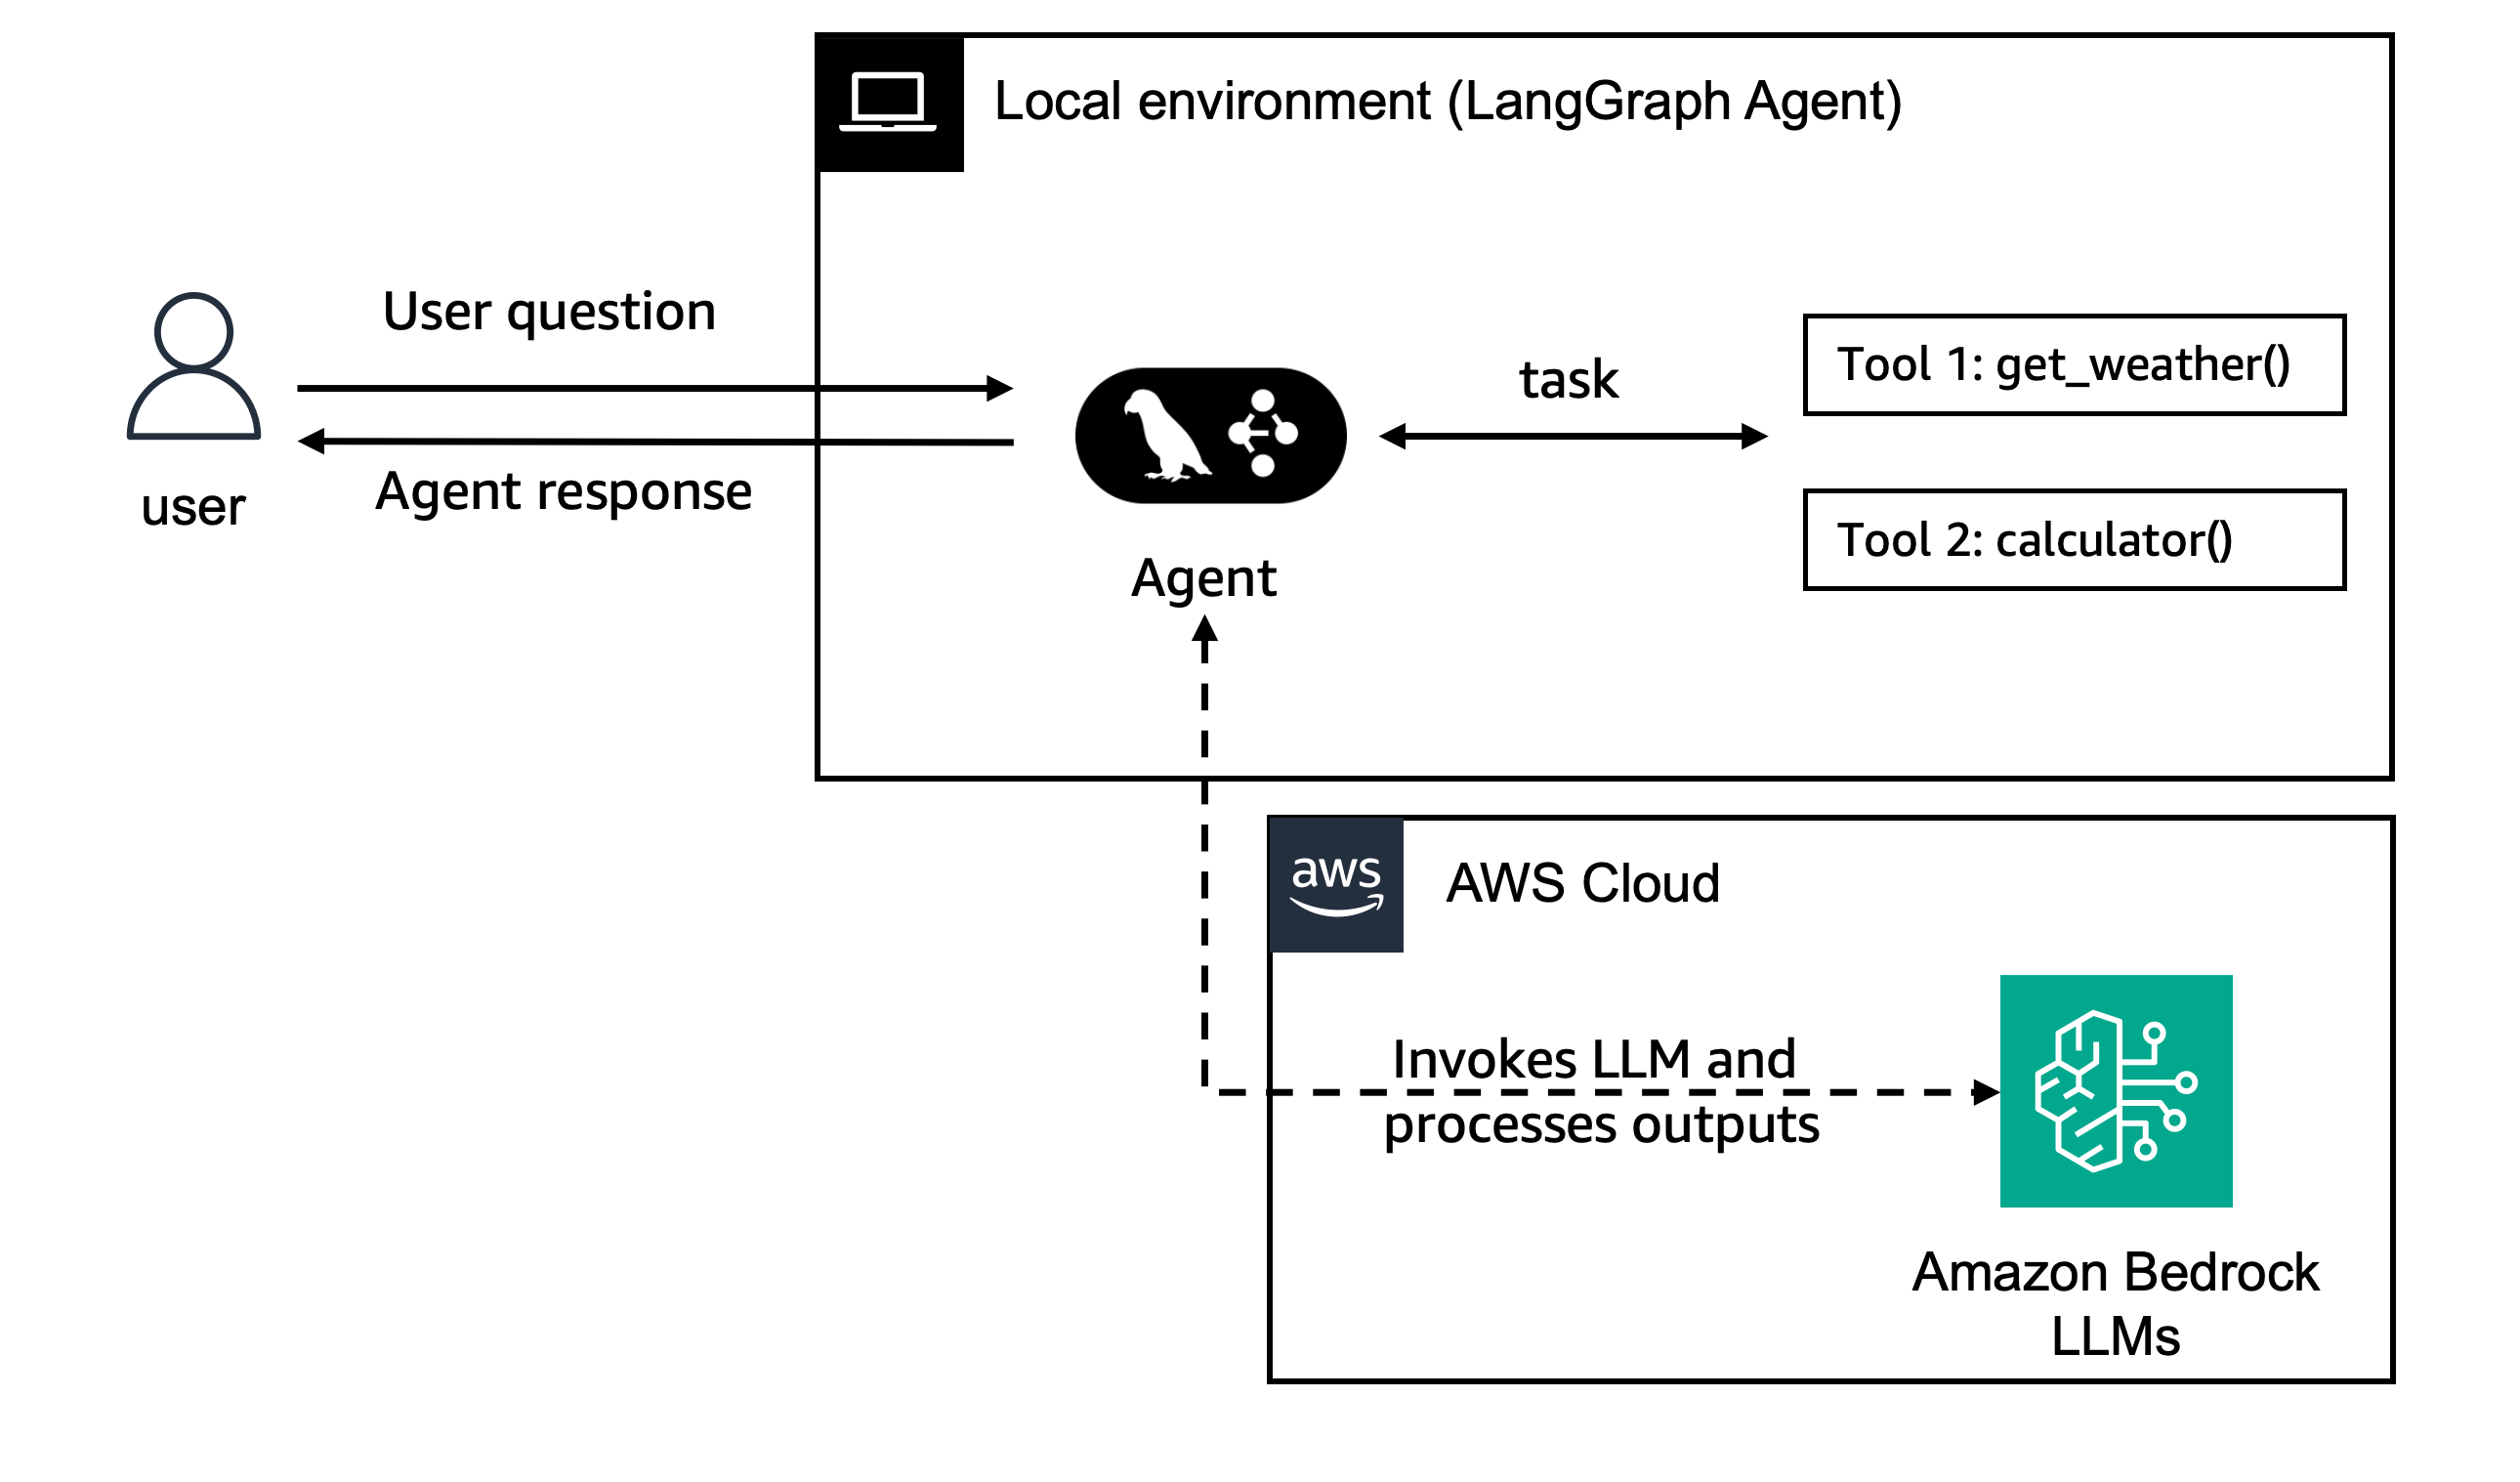 Local environment (LangGraph Agent)
User question
Agent response
user
Agent
task
Tool 1: get_weather()
Tool 2: calculator()
aws
AWS Cloud
Invokes LLM and
processes outputs
Amazon Bedrock
LLMs